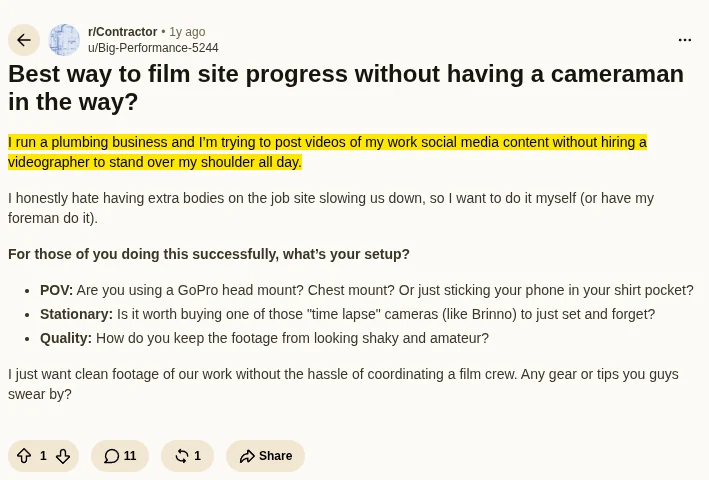 r/Contractor • 1y ago
u/Big-Performance-5244
Best way to film site progress without having a cameraman
in the way?
I run a plumbing business and I’m trying to post videos of my work social media content without hiring a
videographer to stand over my shoulder all day.
I honestly hate having extra bodies on the job site slowing us down, so I want to do it myself (or have my
foreman do it).
For those of you doing this successfully, what’s your setup?
• POV: Are you using a GoPro head mount? Chest mount? Or just sticking your phone in your shirt pocket?
• Stationary: Is it worth buying one of those "time lapse" cameras (like Brinno) to just set and forget?
• Quality: How do you keep the footage from looking shaky and amateur?
I just want clean footage of our work without the hassle of coordinating a film crew. Any gear or tips you guys
swear by?
1 11 1 Share